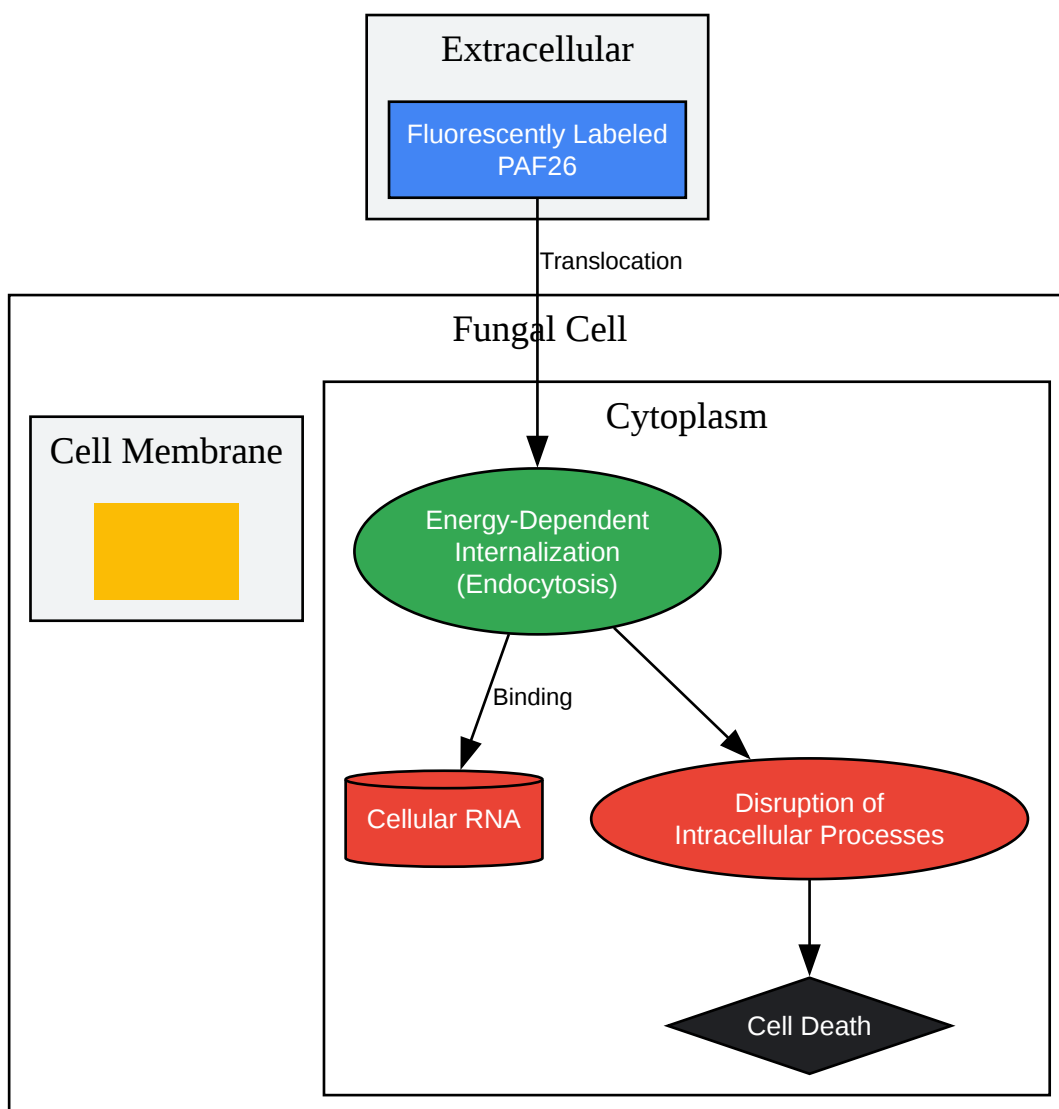 Extracellular
Fluorescently Labeled
PAF26
Translocation
Fungal Cell
Cytoplasm
Cell Membrane
Energy-Dependent
Internalization
(Endocytosis)
Binding
Cellular RNA
Disruption of
Intracellular Processes
Cell Death